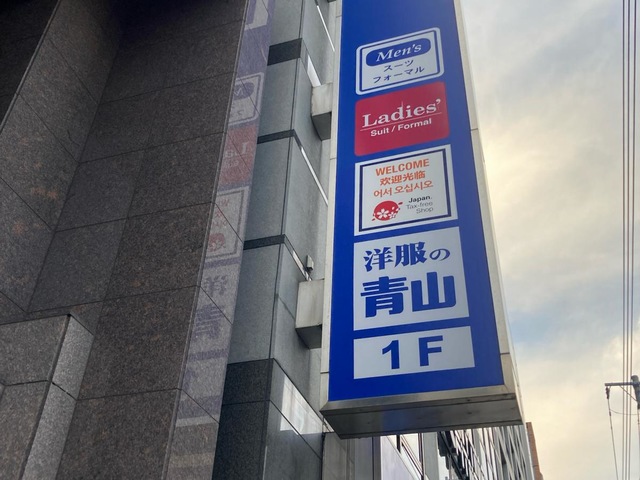 Men's
スーツ
フォーマル
Ladies'
Suit / Formal
WELCOME
欢迎光临
어서 오십시오
Japan.
Tax-free
Shop
洋服の
青山
1F